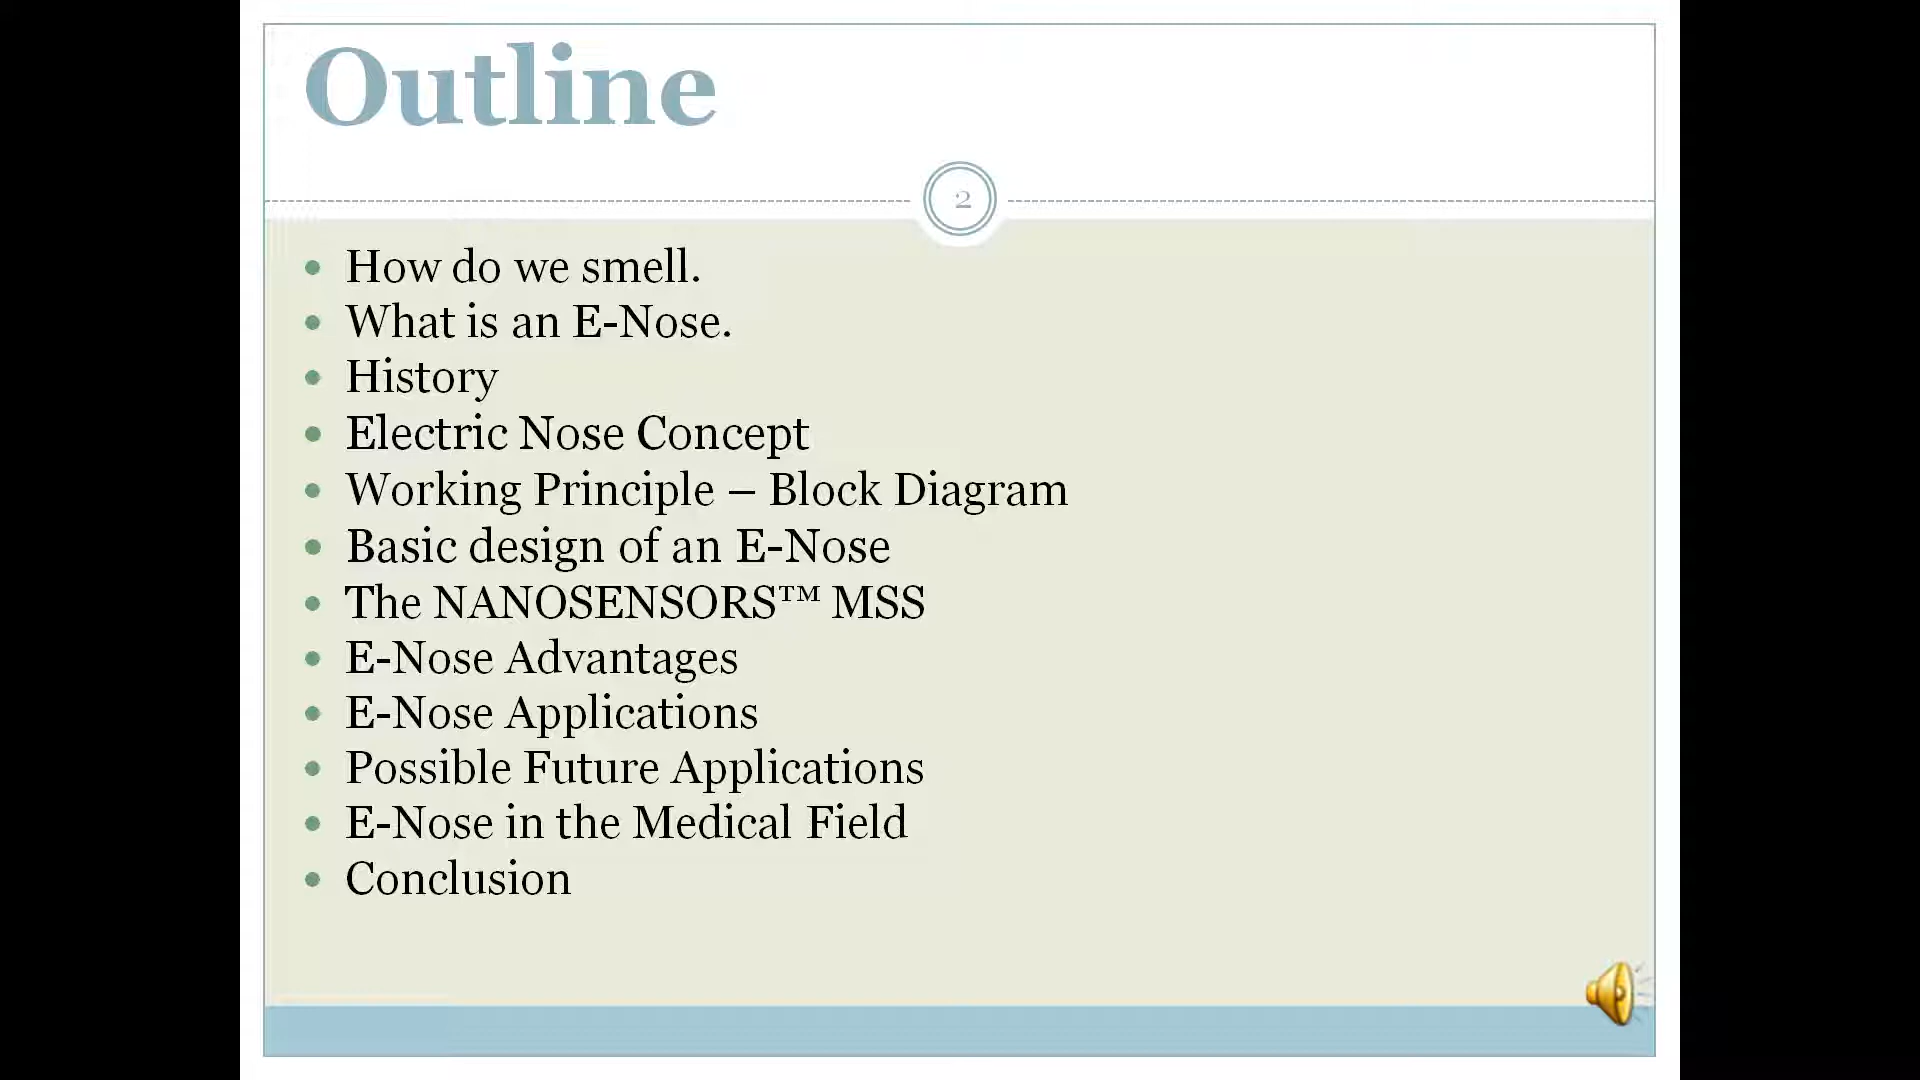 Outline
2
• How do we smell.
• What is an E-Nose.
• History
• Electric Nose Concept
• Working Principle – Block Diagram
• Basic design of an E-Nose
• The NANOSENSORS™ MSS
• E-Nose Advantages
• E-Nose Applications
• Possible Future Applications
• E-Nose in the Medical Field
• Conclusion